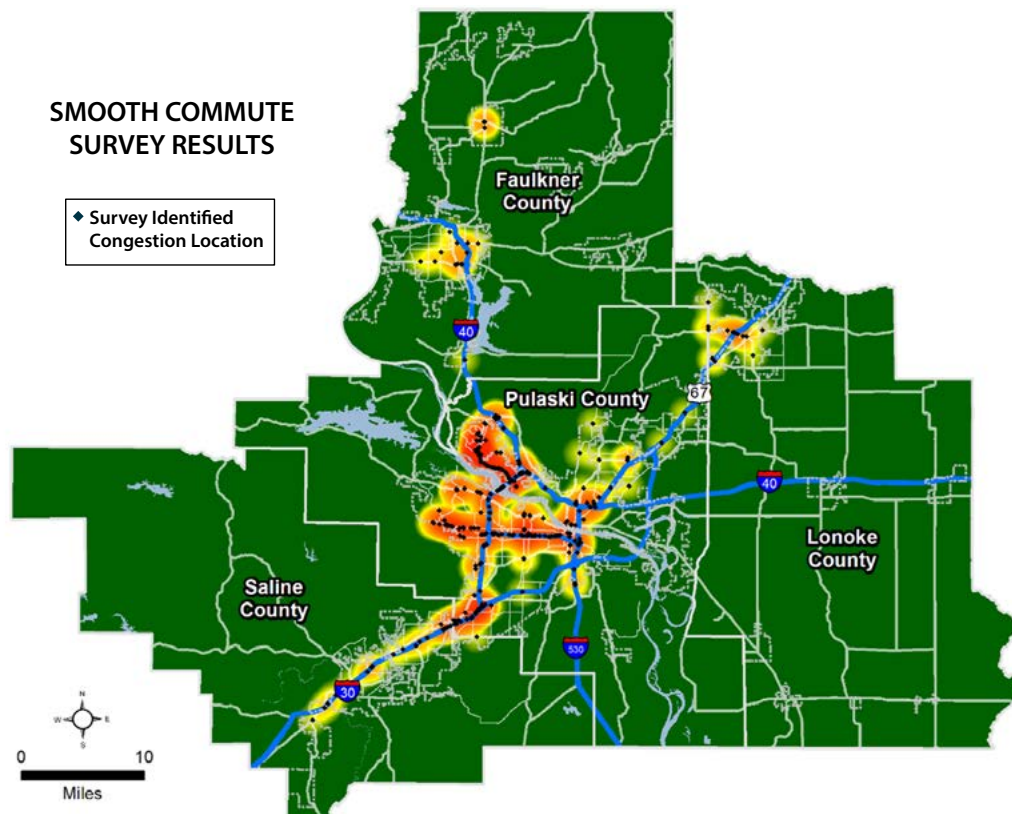 SMOOTH COMMUTE
SURVEY RESULTS
Survey Identified
Congestion Location
Faulkner
County
40
Pulaski County
67
40
Lonoke
County
Saline
County
530
30
N
W E
S
0 10
Miles